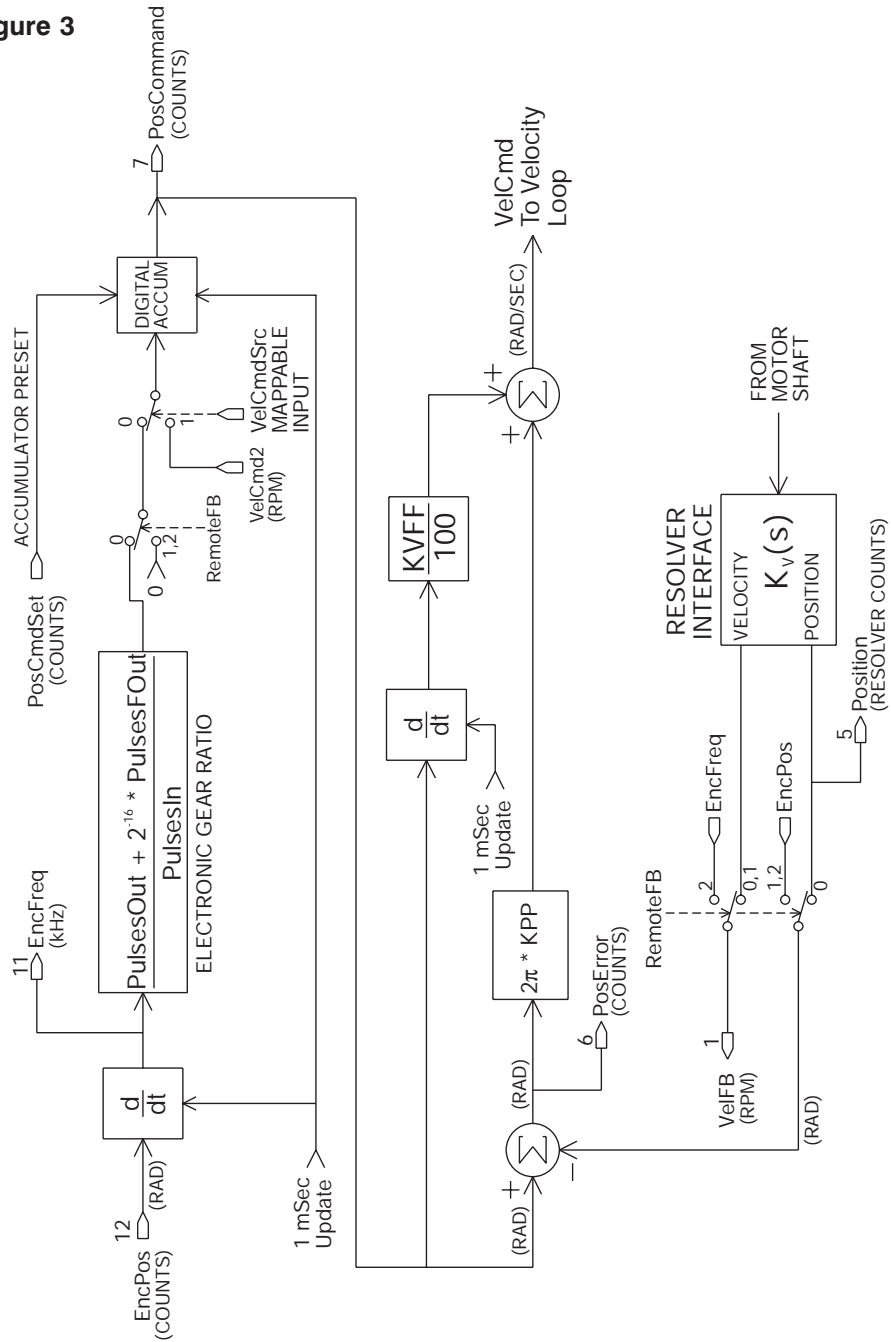 gure 3
12
EncPos
(COUNTS)
(RAD)
d
dt
11
EncFreq
(kHz)
PulsesOut + 2^-16 * PulsesFOut
PulsesIn
ELECTRONIC GEAR RATIO
PosCmdSet
(COUNTS)
ACCUMULATOR PRESET
0
0
1,2
RemoteFB
0
1
VelCmd2
(RPM)
VelCmdSrc
MAPPABLE
INPUT
DIGITAL
ACCUM
7
PosCommand
(COUNTS)
1 mSec
Update
d
dt
1 mSec
Update
KVFF
100
(RAD)
+
−
Σ
(RAD)
6
PosError
(COUNTS)
2π * KPP
+
+
Σ
(RAD/SEC)
VelCmd
To Velocity
Loop
(RAD)
1
VelFB
(RPM)
RemoteFB
2
0,1
1,2
0
EncFreq
EncPos
5
Position
(RESOLVER COUNTS)
RESOLVER
INTERFACE
VELOCITY
Kv(s)
POSITION
FROM
MOTOR
SHAFT